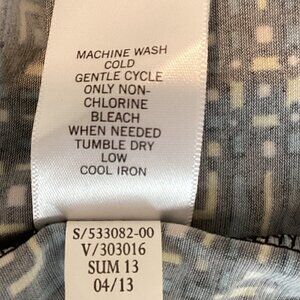 MACHINE WASH
COLD
GENTLE CYCLE
ONLY NON-
CHLORINE
BLEACH
WHEN NEEDED
TUMBLE DRY
LOW
COOL IRON
S/533082-00
V/303016
SUM 13
04/13